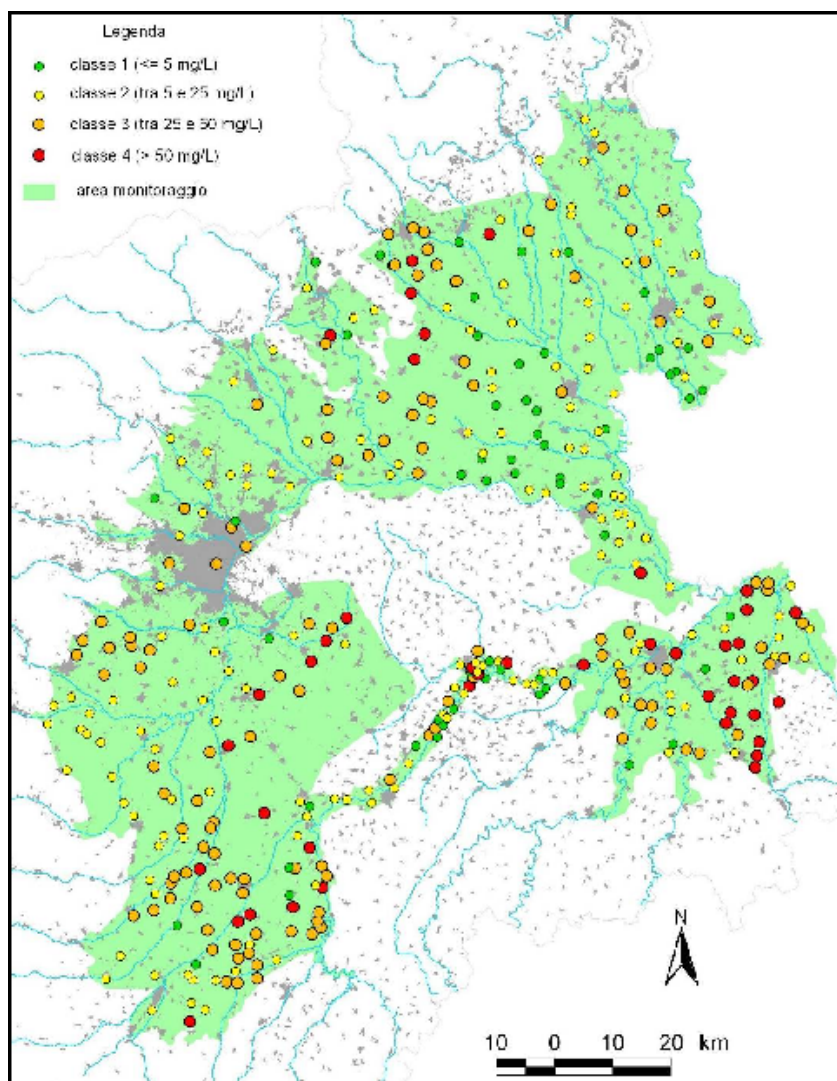 Legenda
classe 1 (<= 5 mg/L)
classe 2 (tra 5 e 25 mg/L)
classe 3 (tra 25 e 50 mg/L)
classe 4 (> 50 mg/L)
area monitoraggio
N
10 0 10 20 km